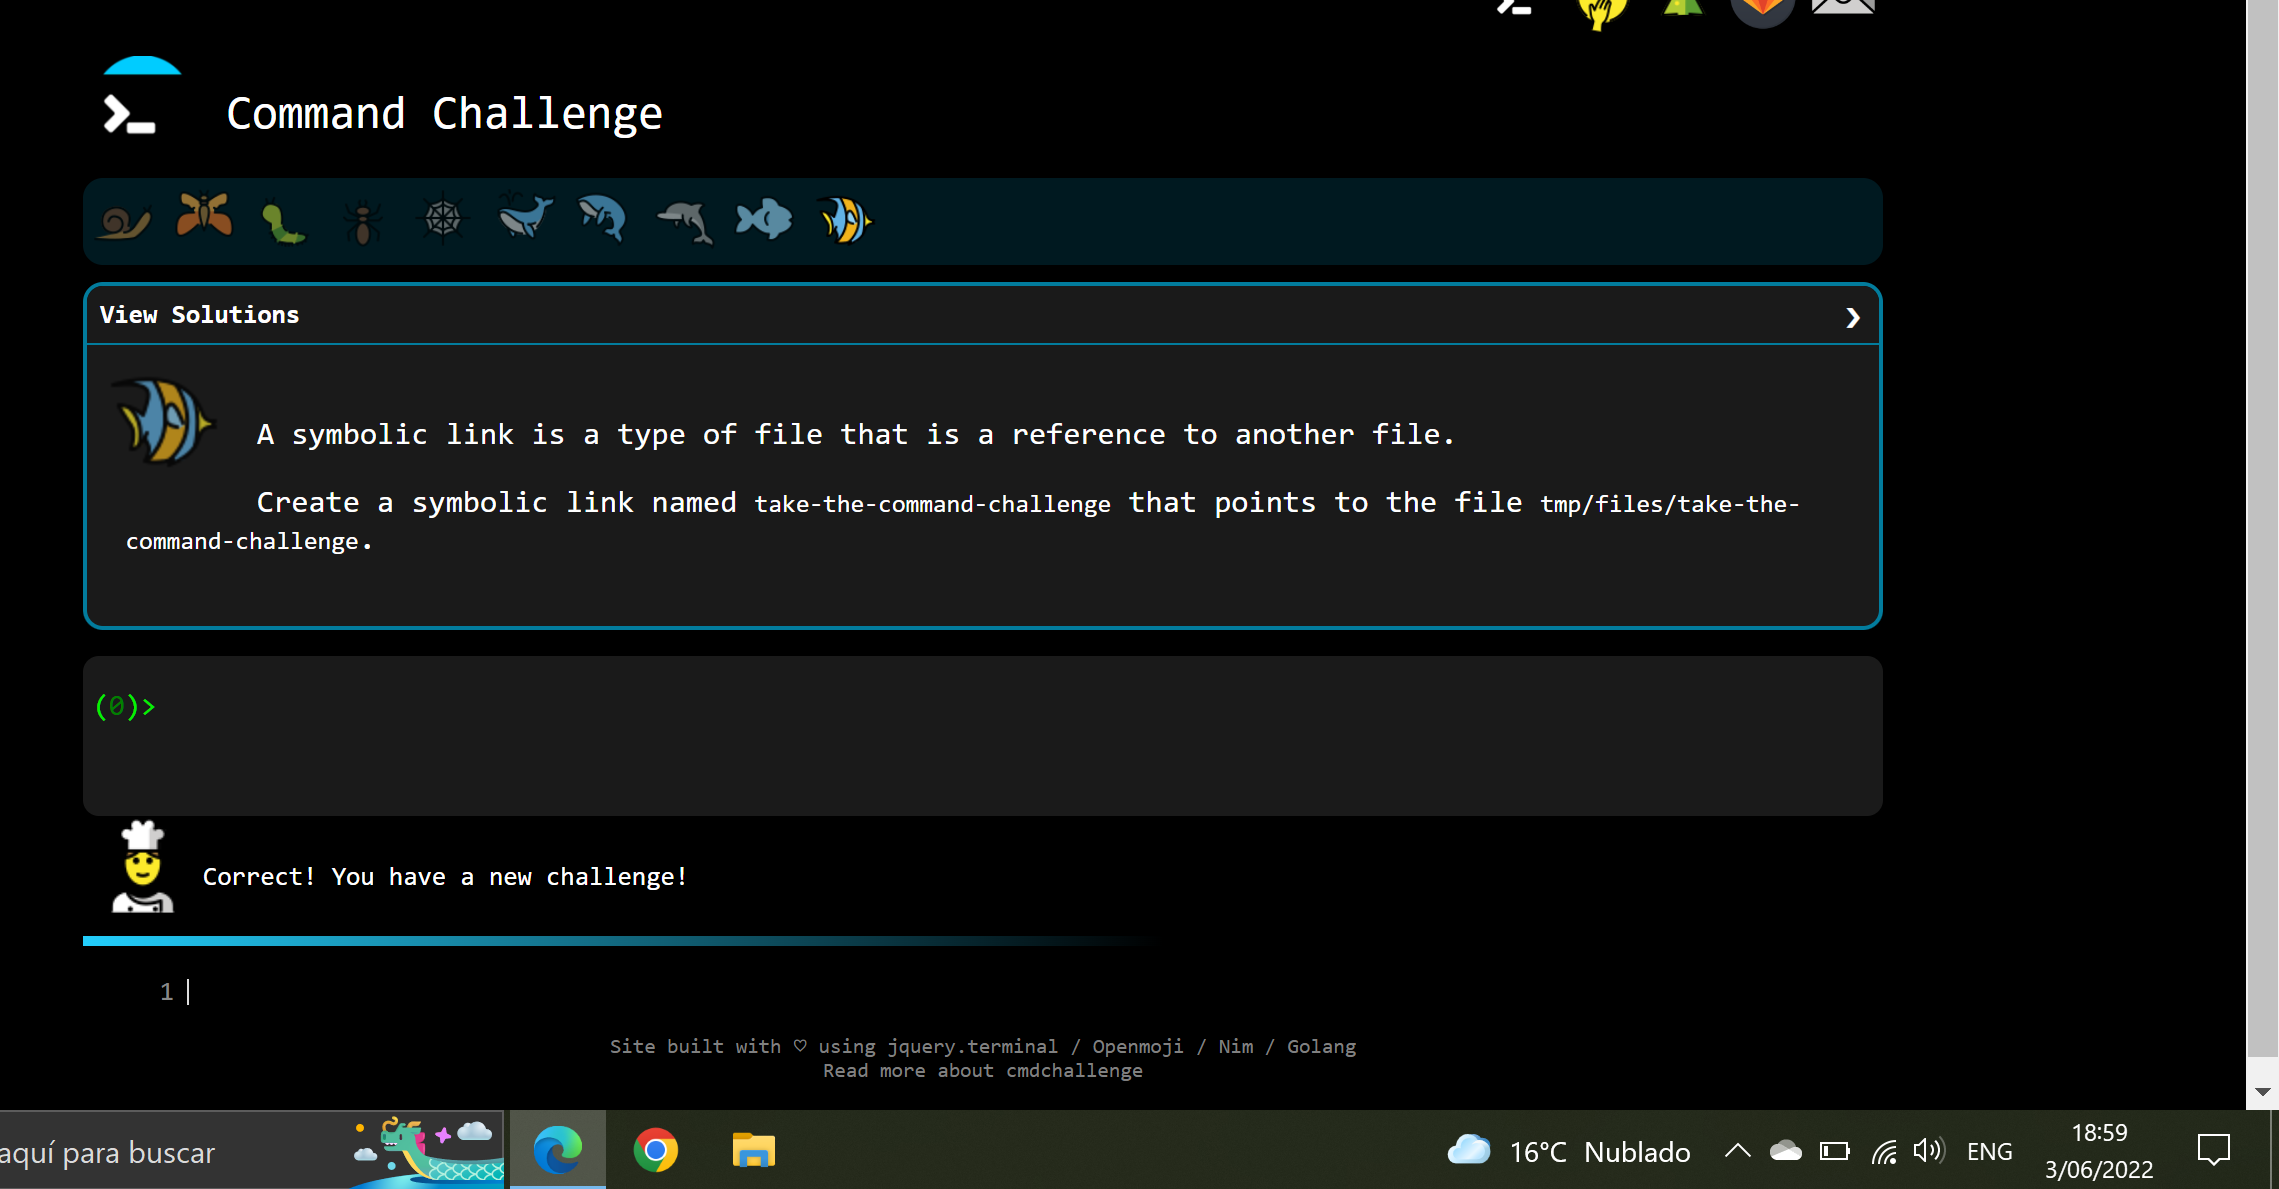 Command Challenge
View Solutions
A symbolic link is a type of file that is a reference to another file.
Create a symbolic link named take-the-command-challenge that points to the file tmp/files/take-the-
command-challenge.
(0)>
Correct! You have a new challenge!
1
Site built with ♡ using jquery.terminal / Openmoji / Nim / Golang
Read more about cmdchallenge
aquí para buscar
16°C Nublado
ENG
18:59
3/06/2022